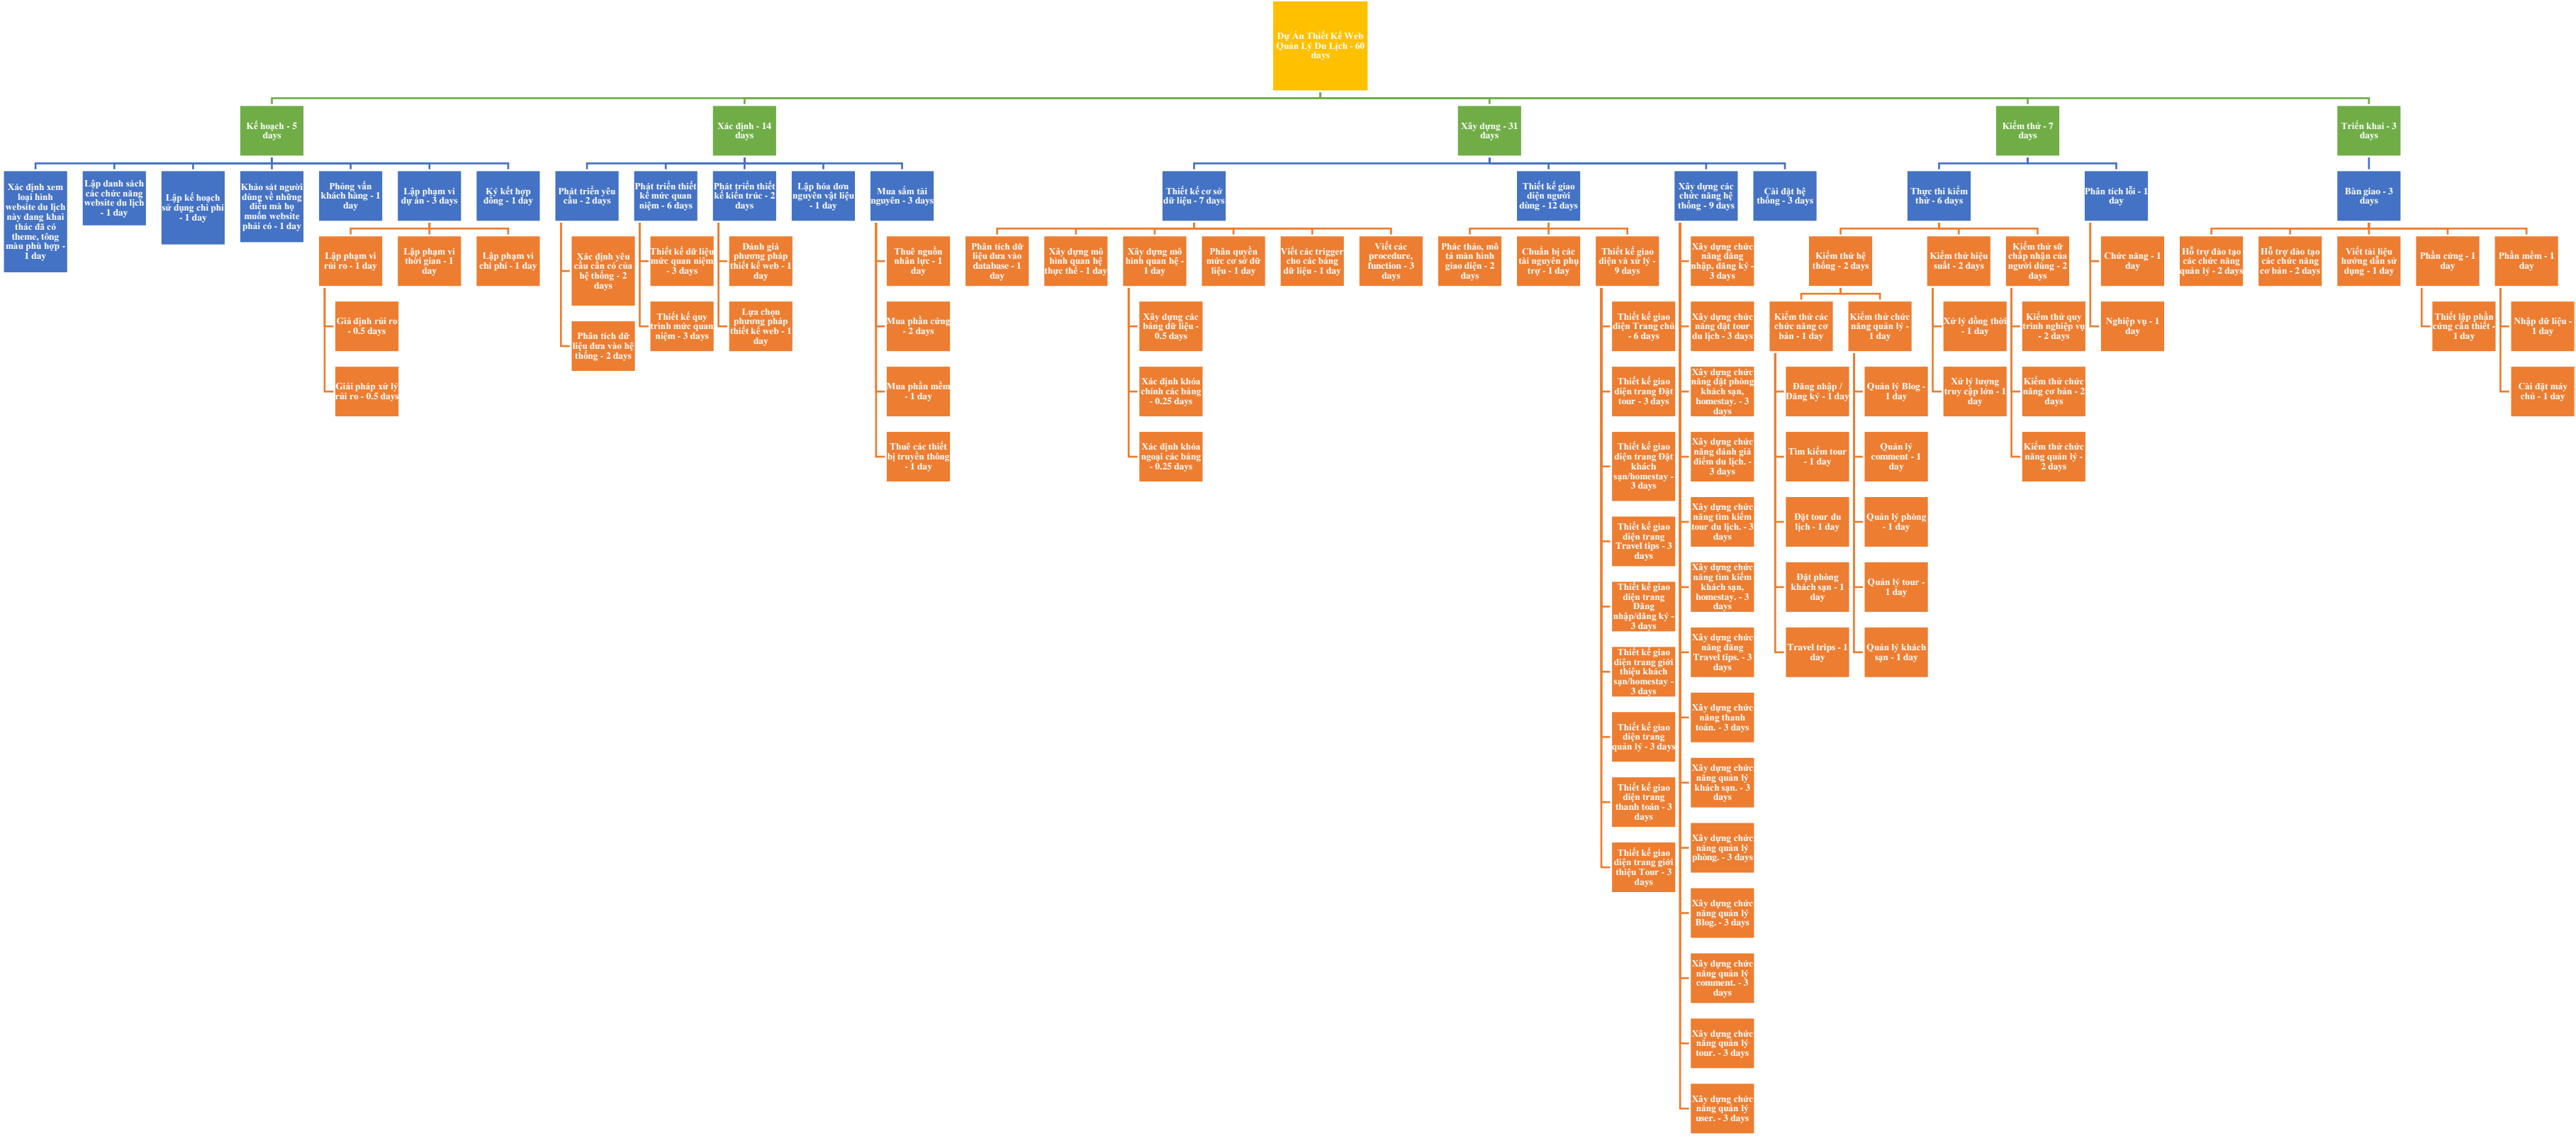 Dự Án Thiết Kế Web
Quản Lý Du Lịch - 60
days
Kế hoạch - 5
days
Xác định - 14
days
Xây dựng - 31
days
Kiểm thử - 7
days
Triển khai - 3
days
Xác định xem
loại hình
website du lịch
này đang khai
thác đã có
theme, tông
màu phù hợp -
1 day
Lập danh sách
các chức năng
website du lịch
- 1 day
Lập kế hoạch
sử dụng chi phí
- 1 day
Khảo sát người
dùng về những
điều mà họ
muốn website
phải có - 1 day
Phỏng vấn
khách hàng - 1
day
Lập phạm vi
dự án - 3 days
Ký kết hợp
đồng - 1 day
Phát triển yêu
cầu - 2 days
Phát triển thiết
kế mức quan
niệm - 6 days
Phát triển thiết
kế kiến trúc - 2
days
Lập hóa đơn
nguyên vật liệu
- 1 day
Mua sắm tài
nguyên - 3 days
Thiết kế cơ sở
dữ liệu - 7 days
Thiết kế giao
diện người
dùng - 12 days
Xây dựng các
chức năng hệ
thống - 9 days
Cài đặt hệ
thống - 3 days
Thực thi kiểm
thử - 6 days
Phân tích lỗi - 1
day
Bàn giao - 3
days
Lập phạm vi
rủi ro - 1 day
Lập phạm vi
thời gian - 1
day
Lập phạm vi
chi phí - 1 day
Giả định rủi ro
- 0.5 days
Giải pháp xử lý
rủi ro - 0.5 days
Xác định yêu
cầu cần có của
hệ thống - 2
days
Phân tích dữ
liệu đưa vào hệ
thống - 2 days
Thiết kế dữ liệu
mức quan niệm
- 3 days
Thiết kế quy
trình mức quan
niệm - 3 days
Đánh giá
phương pháp
thiết kế web - 1
day
Lựa chọn
phương pháp
thiết kế web - 1
day
Thuê nguồn
nhân lực - 1
day
Mua phần cứng
- 2 days
Mua phần mềm
- 1 day
Thuê các thiết
bị truyền thông
- 1 day
Phân tích dữ
liệu đưa vào
database - 1
day
Xây dựng mô
hình quan hệ
thực thể - 1 day
Xây dựng mô
hình quan hệ -
1 day
Phân quyền
mức cơ sở dữ
liệu - 1 day
Viết các trigger
cho các bảng
dữ liệu - 1 day
Viết các
procedure,
function - 3
days
Xây dựng các
bảng dữ liệu -
0.5 days
Xác định khóa
chính các bảng
- 0.25 days
Xác định khóa
ngoại các bảng
- 0.25 days
Phác thảo, mô
tả màn hình
giao diện - 2
days
Chuẩn bị các
tài nguyên phụ
trợ - 1 day
Thiết kế giao
diện và xử lý -
9 days
Thiết kế giao
diện Trang chủ
- 6 days
Thiết kế giao
diện trang Đặt
tour - 3 days
Thiết kế giao
diện trang Đặt
khách
sạn/homestay -
3 days
Thiết kế giao
diện trang
Travel tips - 3
days
Thiết kế giao
diện trang
Đăng
nhập/đăng ký -
3 days
Thiết kế giao
diện trang giới
thiệu khách
sạn/homestay -
3 days
Thiết kế giao
diện trang
quản lý - 3 days
Thiết kế giao
diện trang
thanh toán - 3
days
Thiết kế giao
diện trang giới
thiệu Tour - 3
days
Xây dựng chức
năng đăng
nhập, đăng ký -
3 days
Xây dựng chức
năng đặt tour
du lịch - 3 days
Xây dựng chức
năng đặt phòng
khách sạn,
homestay. - 3
days
Xây dựng chức
năng đánh giá
điểm du lịch. -
3 days
Xây dựng chức
năng tìm kiếm
tour du lịch. - 3
days
Xây dựng chức
năng tìm kiếm
khách sạn,
homestay. - 3
days
Xây dựng chức
năng đăng
Travel tips. - 3
days
Xây dựng chức
năng thanh
toán. - 3 days
Xây dựng chức
năng quản lý
khách sạn. - 3
days
Xây dựng chức
năng quản lý
phòng. - 3 days
Xây dựng chức
năng quản lý
Blog. - 3 days
Xây dựng chức
năng quản lý
comment. - 3
days
Xây dựng chức
năng quản lý
tour. - 3 days
Xây dựng chức
năng quản lý
user. - 3 days
Kiểm thử hệ
thống - 2 days
Kiểm thử hiệu
suất - 2 days
Kiểm thử sử
chấp nhận của
người dùng - 2
days
Kiểm thử các
chức năng cơ
bản - 1 day
Kiểm thử chức
năng quản lý -
1 day
Đăng nhập /
Đăng ký - 1 day
Tìm kiếm tour
- 1 day
Đặt tour du
lịch - 1 day
Đặt phòng
khách sạn - 1
day
Travel trips - 1
day
Quản lý Blog -
1 day
Quản lý
comment - 1
day
Quản lý phòng
- 1 day
Quản lý tour -
1 day
Quản lý khách
sạn - 1 day
Xử lý đồng thời
- 1 day
Xử lý lượng
truy cập lớn - 1
day
Kiểm thử quy
trình nghiệp vụ
- 2 days
Kiểm thử chức
năng cơ bản - 2
days
Kiểm thử chức
năng quản lý -
2 days
Chức năng - 1
day
Nghiệp vụ - 1
day
Hỗ trợ đào tạo
các chức năng
quản lý - 2 days
Hỗ trợ đào tạo
các chức năng
cơ bản - 2 days
Viết tài liệu
hướng dẫn sử
dụng - 1 day
Phần cứng - 1
day
Phần mềm - 1
day
Thiết lập phần
cứng cần thiết -
1 day
Nhập dữ liệu -
1 day
Cài đặt máy
chủ - 1 day